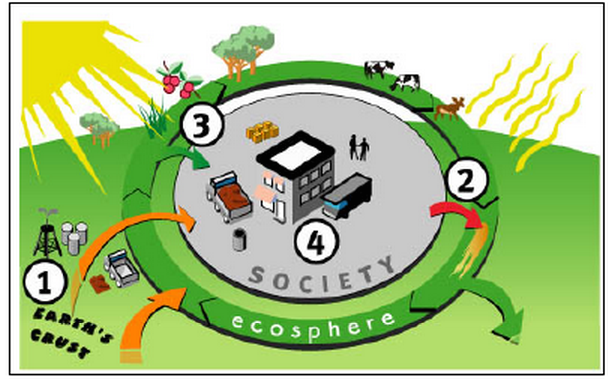 3
2
4
SOCIETY
1
EARTH'S
CRUST
ecosphere